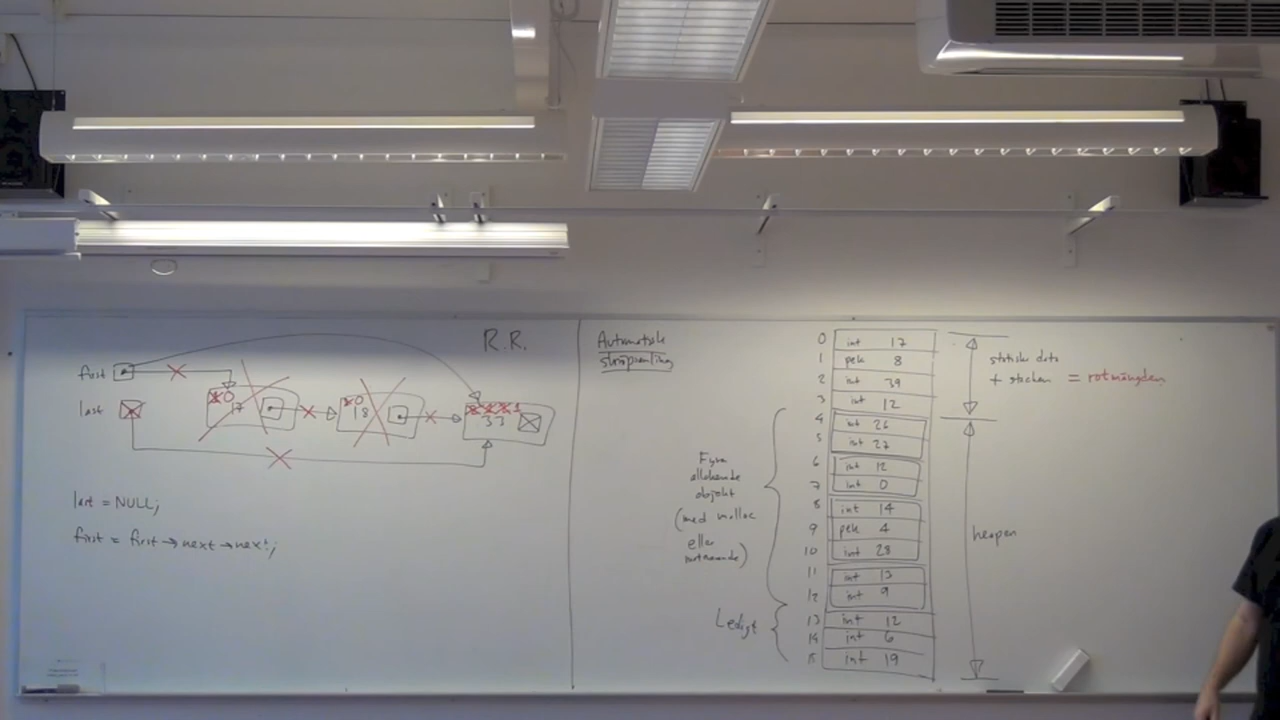 R.R.
first
last
17
18
33
last = NULL;
first = first → next → next;
Automatisk
skräpsamling
0 int 17
1 pek 8
2 int 39
3 int 12
4 int 26
5 int 27
6 int 12
7 int 0
8 int 14
9 pek 4
10 int 28
11 int 13
12 int 9
13 int 12
14 int 6
15 int 19
Fyra
allokerade
objekt
(med malloc
eller
motsvarande)
Ledigt
statisk data
+ stacken = rotmängden
heapen